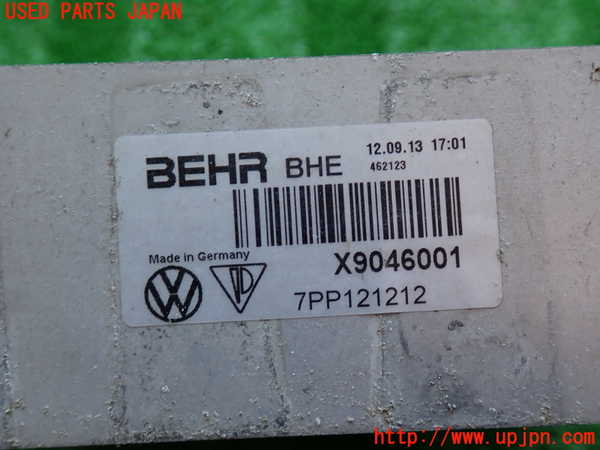 USED PARTS JAPAN
BEHR BHE 12.09.13 17:01
462123
Made in Germany X9046001
7PP121212
http://www.upjpn.com